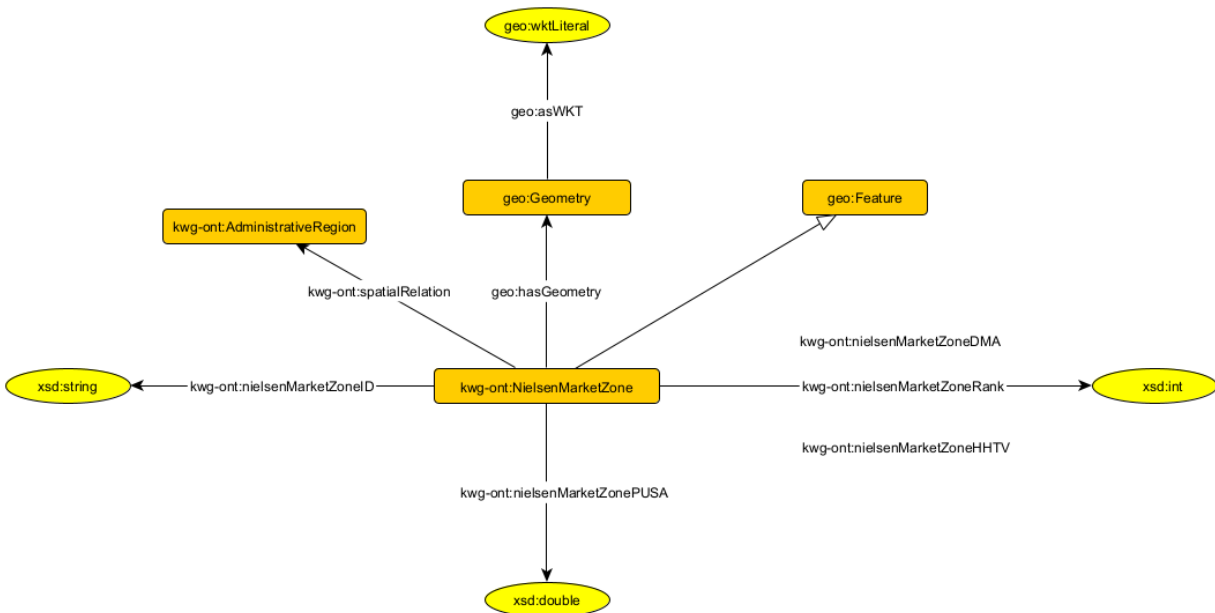 geo:wktLiteral
geo:asWKT
geo:Geometry
geo:Feature
kwg-ont:AdministrativeRegion
kwg-ont:spatialRelation
geo:hasGeometry
kwg-ont:nielsenMarketZoneDMA
xsd:string
kwg-ont:nielsenMarketZoneID
kwg-ont:NielsenMarketZone
kwg-ont:nielsenMarketZoneRank
xsd:int
kwg-ont:nielsenMarketZoneHHTV
kwg-ont:nielsenMarketZonePUSA
xsd:double